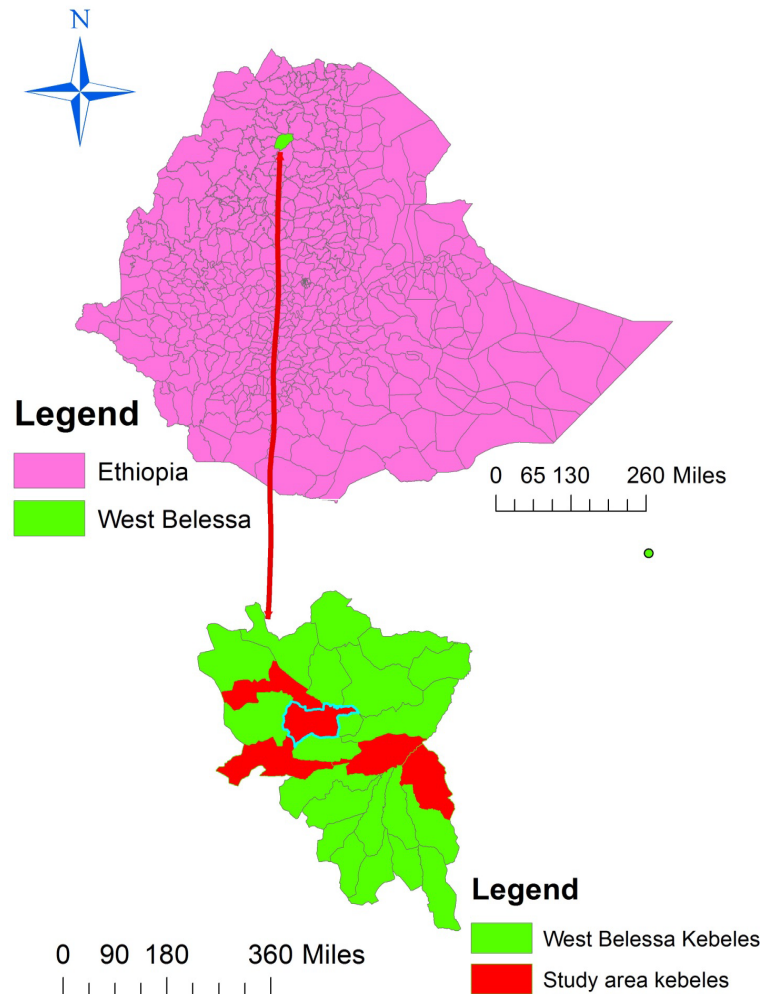 N
Legend
Ethiopia
West Belessa
0 65 130 260 Miles
Legend
West Belessa Kebeles
Study area kebeles
0 90 180 360 Miles